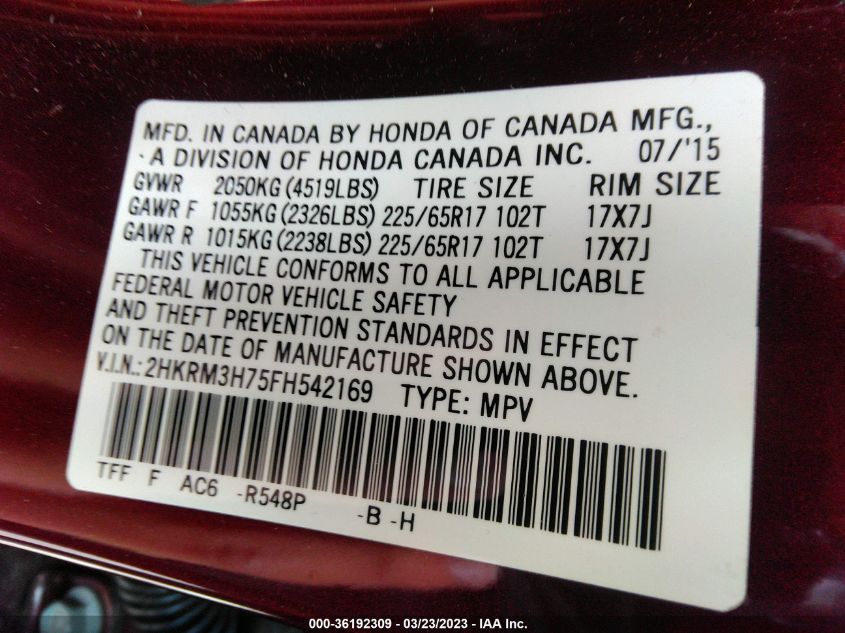 MFD. IN CANADA BY HONDA OF CANADA MFG.,
A DIVISION OF HONDA CANADA INC. 07/'15
GVWR 2050KG (4519LBS) TIRE SIZE RIM SIZE
GAWR F 1055KG (2326LBS) 225/65R17 102T 17X7J
GAWR R 1015KG (2238LBS) 225/65R17 102T 17X7J
THIS VEHICLE CONFORMS TO ALL APPLICABLE
FEDERAL MOTOR VEHICLE SAFETY
AND THEFT PREVENTION STANDARDS IN EFFECT
ON THE DATE OF MANUFACTURE SHOWN ABOVE.
V.I.N.: 2HKRM3H75FH542169 TYPE: MPV
TFF F AC6 -R548P -B -H
000-36192309 - 03/23/2023 - IAA Inc.